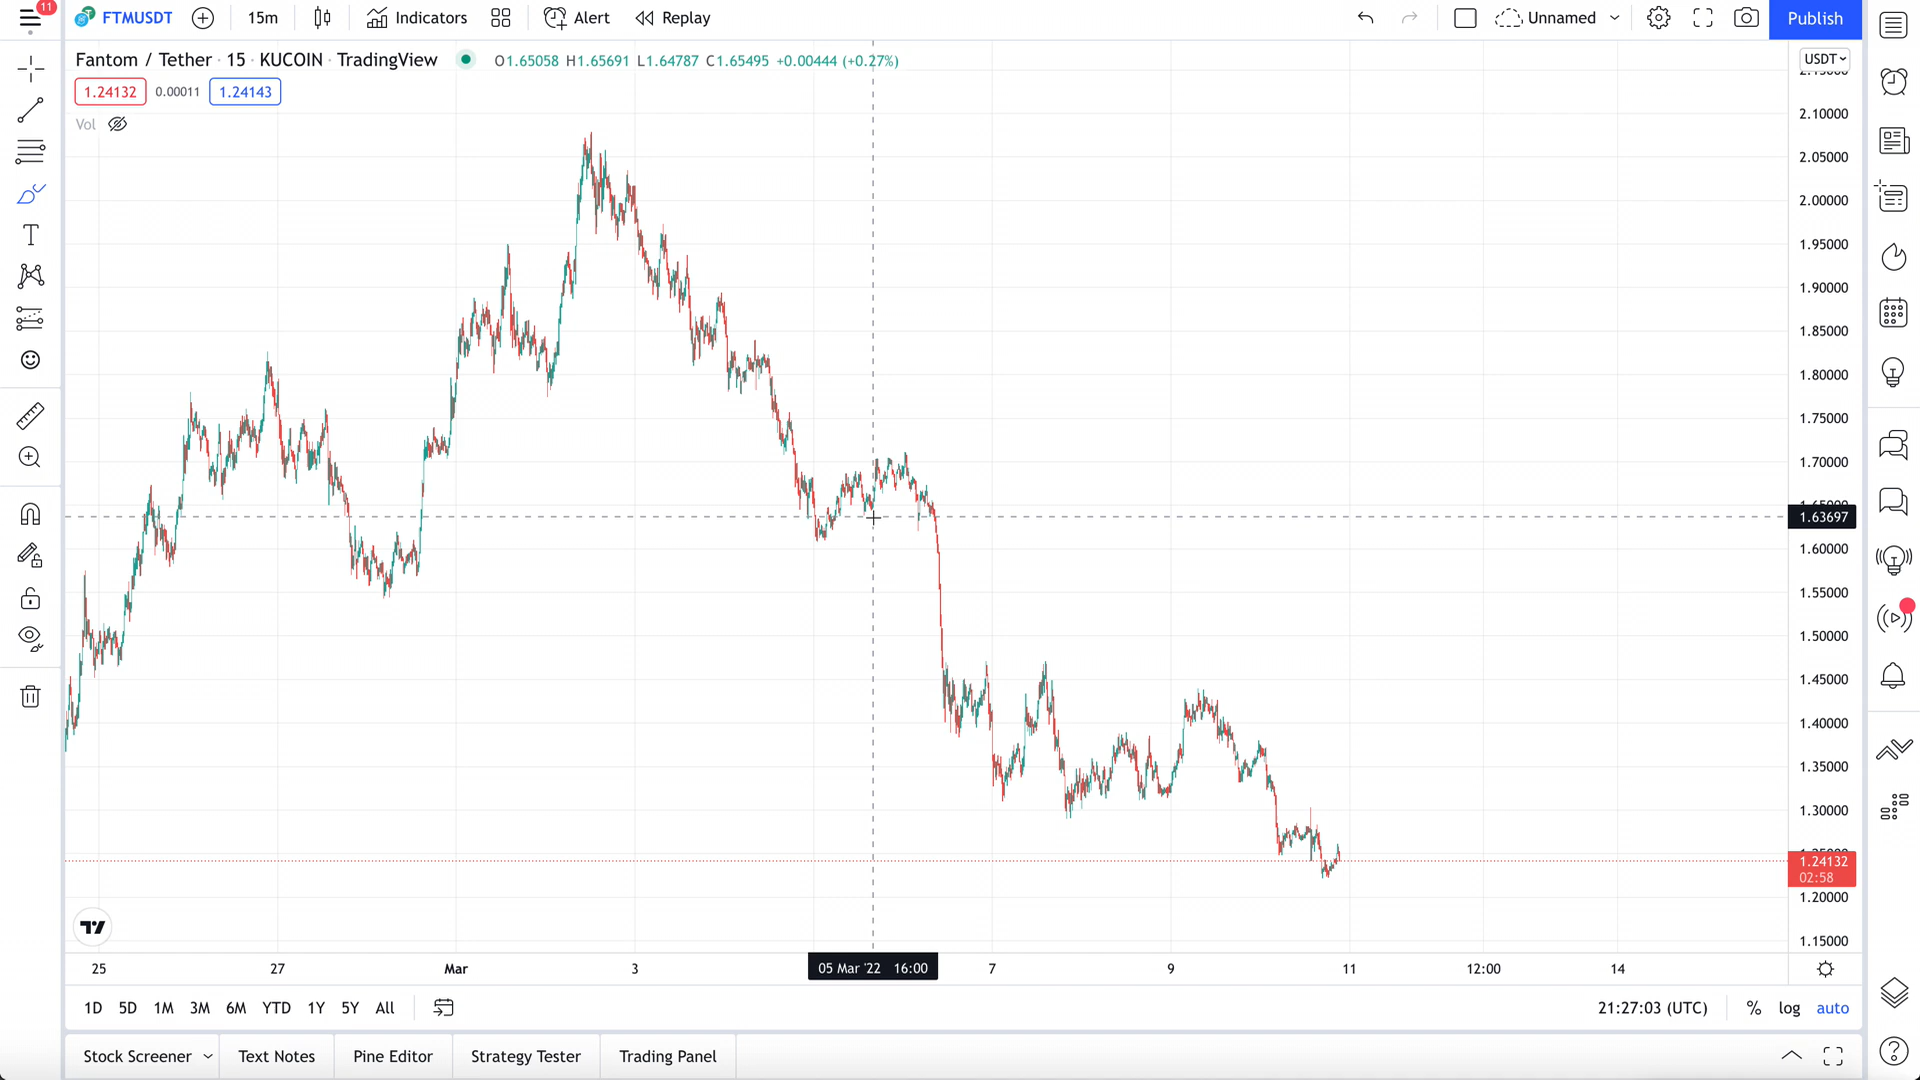 11
FTMUSDT
15m
Indicators
Alert
Replay
Unnamed
Publish
Fantom / Tether · 15 · KUCOIN · TradingView
O1.65058 H1.65691 L1.64787 C1.65495 +0.00444 (+0.27%)
USDT
1.24132
0.00011
1.24143
Vol
2.10000
2.05000
2.00000
1.95000
1.90000
1.85000
1.80000
1.75000
1.70000
1.63697
1.60000
1.55000
1.50000
1.45000
1.40000
1.35000
1.30000
1.24132
02:58
1.20000
1.15000
25
27
Mar
3
05 Mar '22 16:00
7
9
11
12:00
14
1D
5D
1M
3M
6M
YTD
1Y
5Y
All
21:27:03 (UTC)
%
log
auto
Stock Screener
Text Notes
Pine Editor
Strategy Tester
Trading Panel